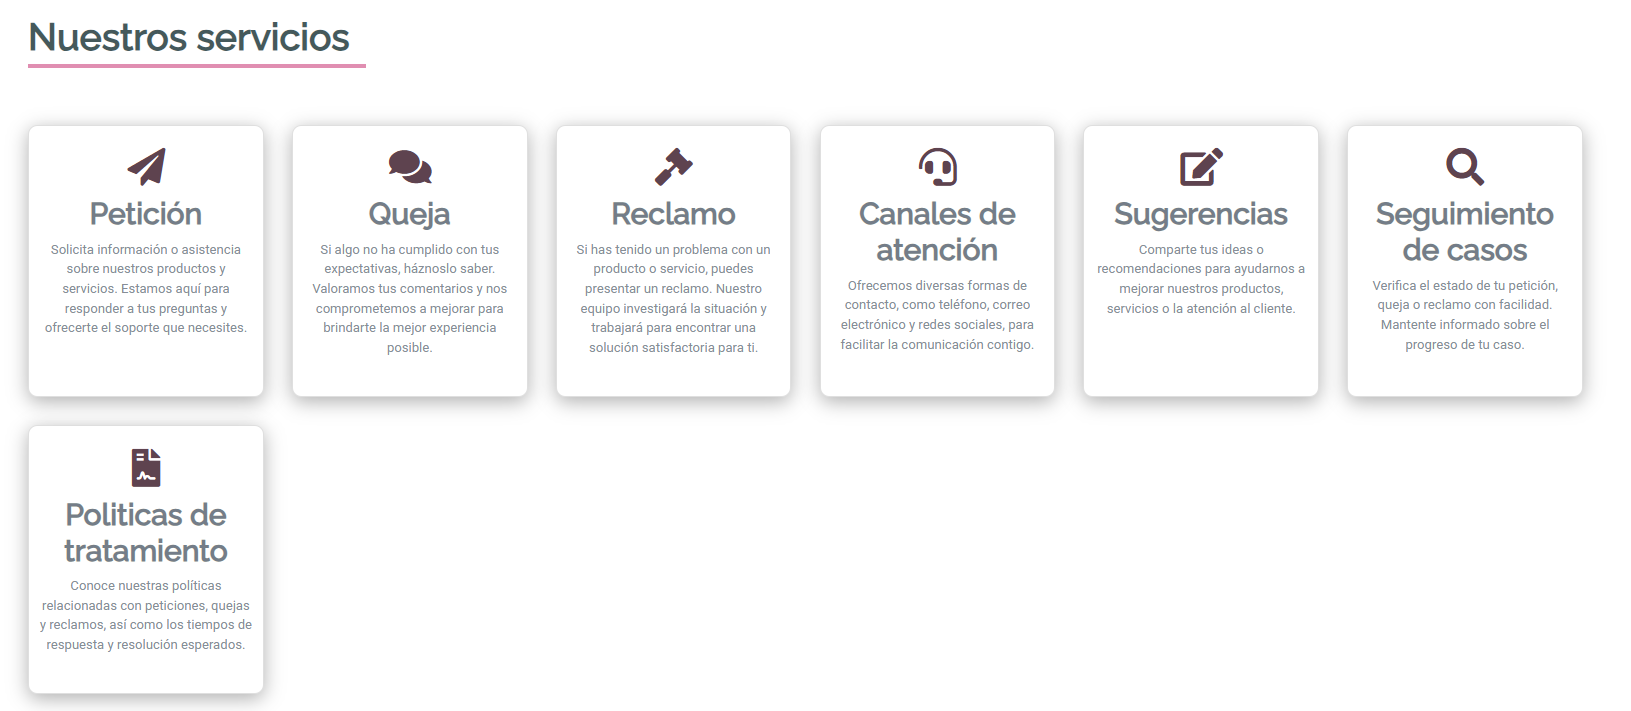 Nuestros servicios
Petición
Solicita información o asistencia
sobre nuestros productos y
servicios. Estamos aquí para
responder a tus preguntas y
ofrecerte el soporte que necesites.
Queja
Si algo no ha cumplido con tus
expectativas, háznoslo saber.
Valoramos tus comentarios y nos
comprometemos a mejorar para
brindarte la mejor experiencia
posible.
Reclamo
Si has tenido un problema con un
producto o servicio, puedes
presentar un reclamo. Nuestro
equipo investigará la situación y
trabajará para encontrar una
solución satisfactoria para ti.
Canales de
atención
Ofrecemos diversas formas de
contacto, como teléfono, correo
electrónico y redes sociales, para
facilitar la comunicación contigo.
Sugerencias
Comparte tus ideas o
recomendaciones para ayudarnos a
mejorar nuestros productos,
servicios o la atención al cliente.
Seguimiento
de casos
Verifica el estado de tu petición,
queja o reclamo con facilidad.
Mantente informado sobre el
progreso de tu caso.
Politicas de
tratamiento
Conoce nuestras políticas
relacionadas con peticiones, quejas
y reclamos, así como los tiempos de
respuesta y resolución esperados.